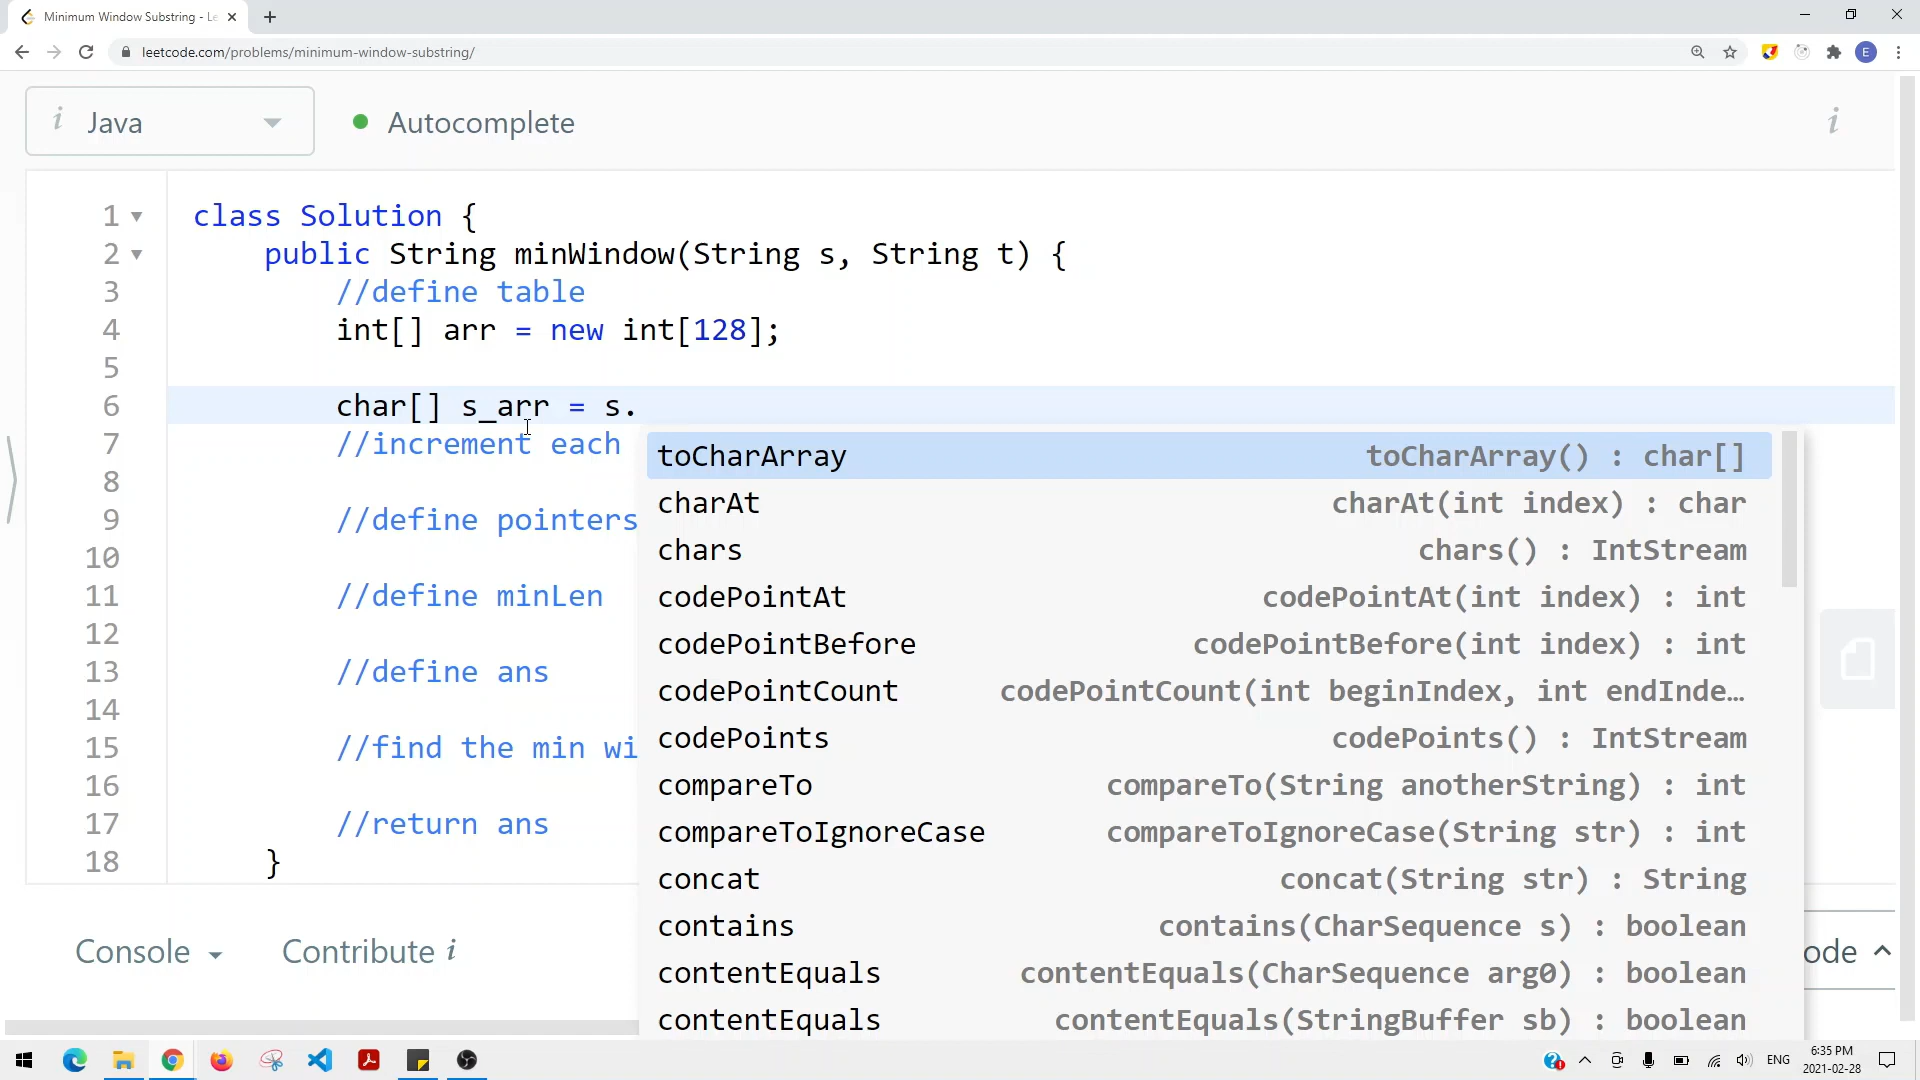 Minimum Window Substring - Le
leetcode.com/problems/minimum-window-substring/
E
i Java
Autocomplete
i
1 class Solution {
2 public String minWindow(String s, String t) {
3 //define table
4 int[] arr = new int[128];
5
6 char[] s_arr = s.
7 //increment each
8
9 //define pointers
10
11 //define minLen
12
13 //define ans
14
15 //find the min wi
16
17 //return ans
18 }
toCharArray toCharArray() : char[]
charAt charAt(int index) : char
chars chars() : IntStream
codePointAt codePointAt(int index) : int
codePointBefore codePointBefore(int index) : int
codePointCount codePointCount(int beginIndex, int endInde…
codePoints codePoints() : IntStream
compareTo compareTo(String anotherString) : int
compareToIgnoreCase compareToIgnoreCase(String str) : int
concat concat(String str) : String
contains contains(CharSequence s) : boolean
contentEquals contentEquals(CharSequence arg0) : boolean
contentEquals contentEquals(StringBuffer sb) : boolean
Console Contribute i
ode
ENG
6:35 PM
2021-02-28